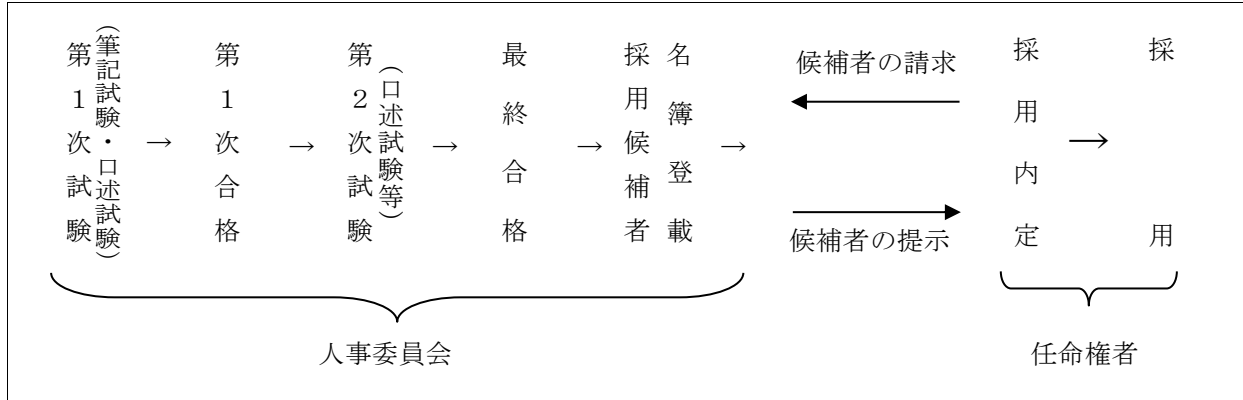 第１次試験
（筆記試験・口述試験）
→
第１次合格
→
第２次試験
（口述試験等）
→
最終合格
→
採用候補者
名簿登載
→
候補者の請求
候補者の提示
採用内定
→
採用
人事委員会
任命権者